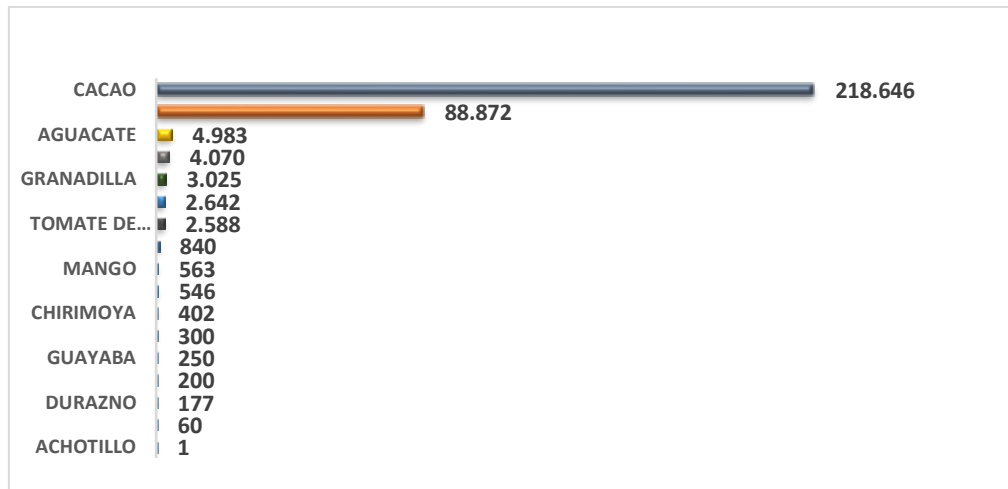 CACAO 218.646
88.872
AGUACATE 4.983
4.070
GRANADILLA 3.025
2.642
TOMATE DE... 2.588
840
MANGO 563
546
CHIRIMOYA 402
300
GUAYABA 250
200
DURAZNO 177
60
ACHOTILLO 1